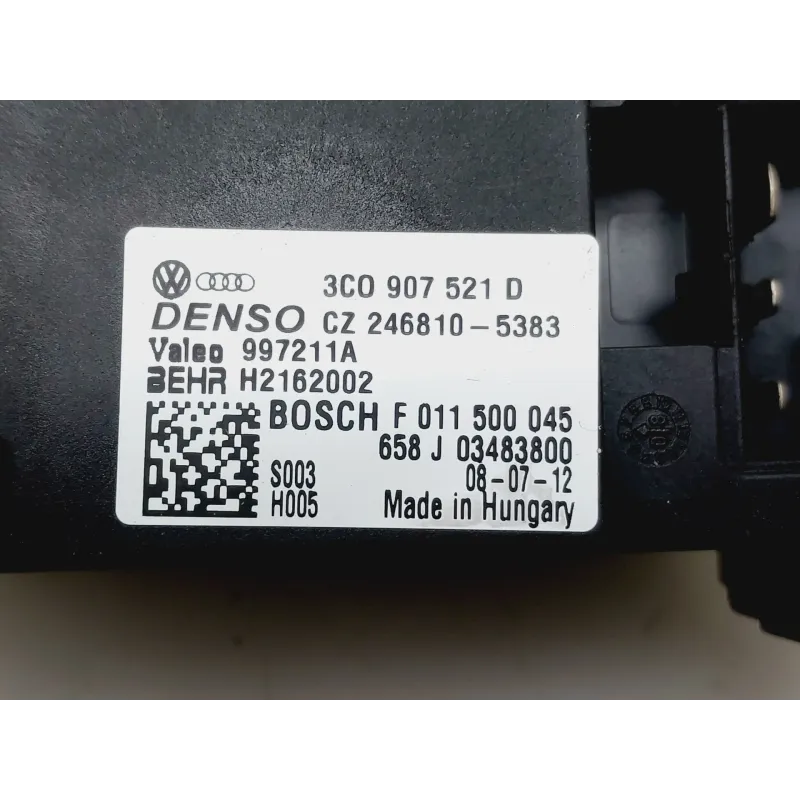 3C0 907 521 D
DENSO CZ 246810-5383
Valeo 997211A
BEHR H2162002
BOSCH F 011 500 045
658 J 03483800
S003 08-07-12
H005 Made in Hungary